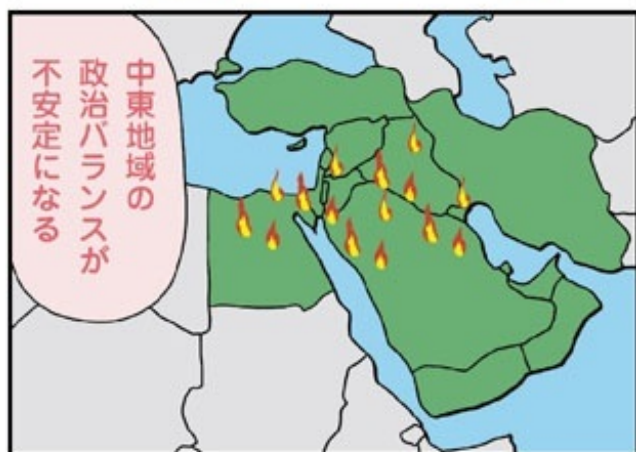 中東地域の
政治バランスが
不安定になる